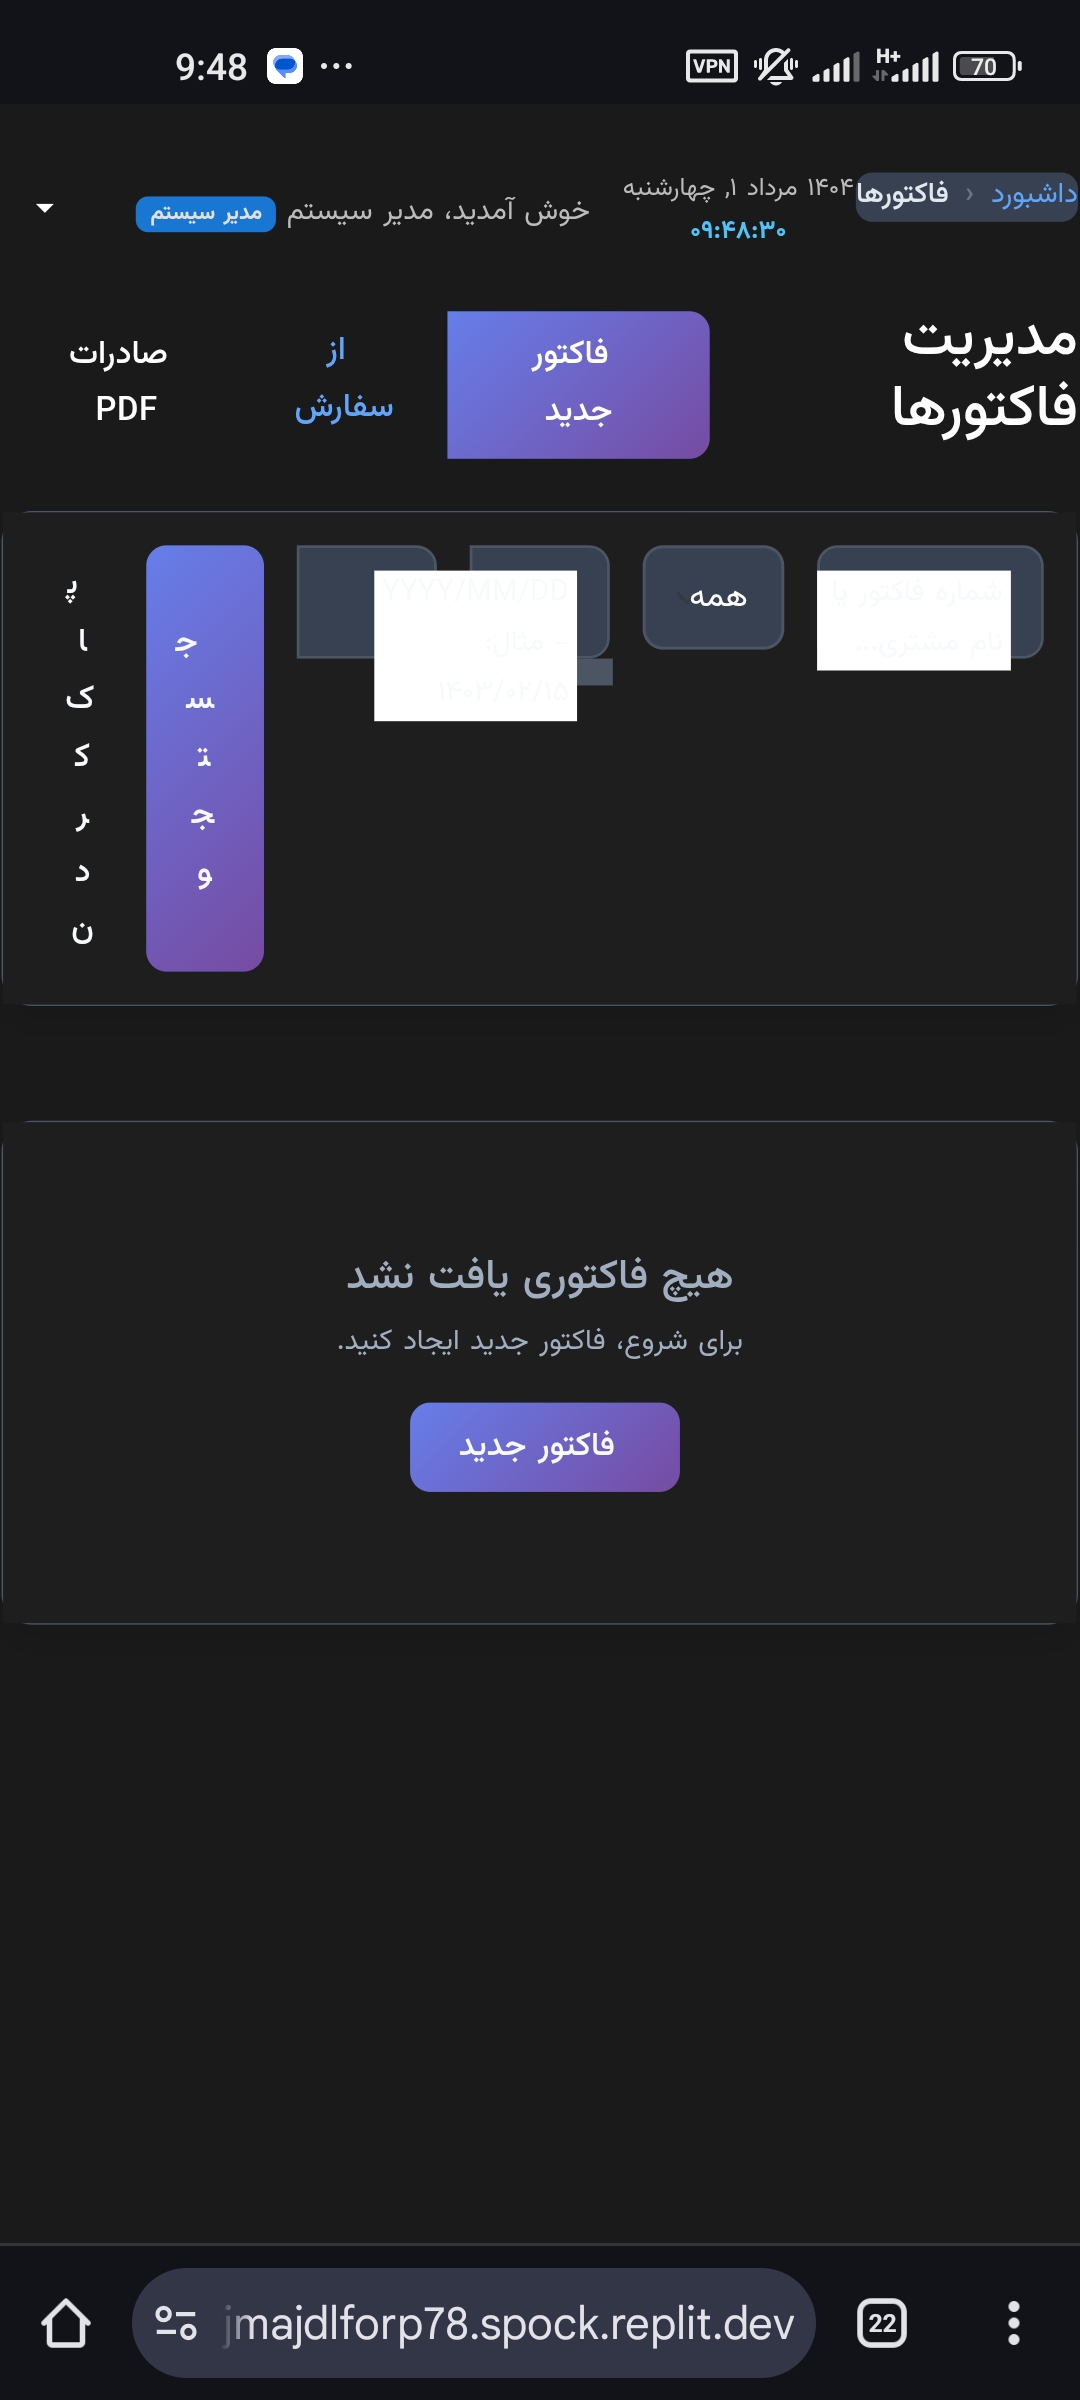 9:48
VPN
H+
70
داشبورد › فاکتورها
۱۴۰۴ مرداد ۱, چهارشنبه
۰۹:۴۸:۳۰
خوش آمدید، مدیر سیستم
مدیر سیستم
مدیریت
فاکتورها
فاکتور
جدید
از
سفارش
صادرات
PDF
شماره فاکتور یا
نام مشتری...
همه
YYYY/MM/DD
- مثال:
۱۴۰۳/۰۲/۱۵
جستجو
پاک کردن
هیچ فاکتوری یافت نشد
برای شروع، فاکتور جدید ایجاد کنید.
فاکتور جدید
jmajdlforp78.spock.replit.dev
22